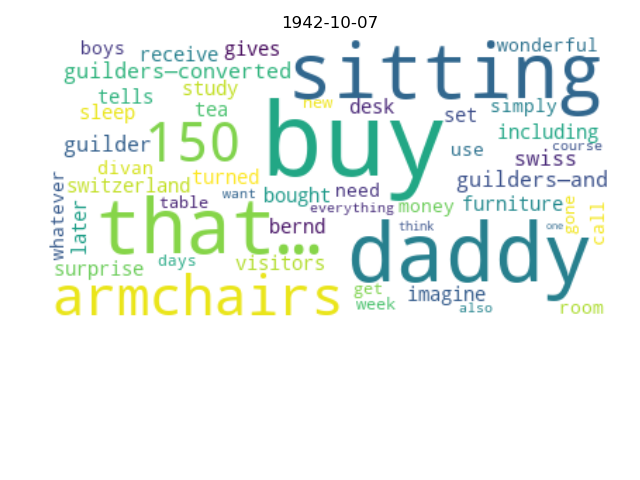 1942-10-07
boys receive gives sitting wonderful
guilders—converted
tells study new desk set simply
sleep tea buy including
guilder 150 use swiss course
divan turned guilders—and
switzerland want bought need furniture
whatever later table everything money gone call
that… bernd think daddy one
surprise days visitors
armchairs get imagine
week also room